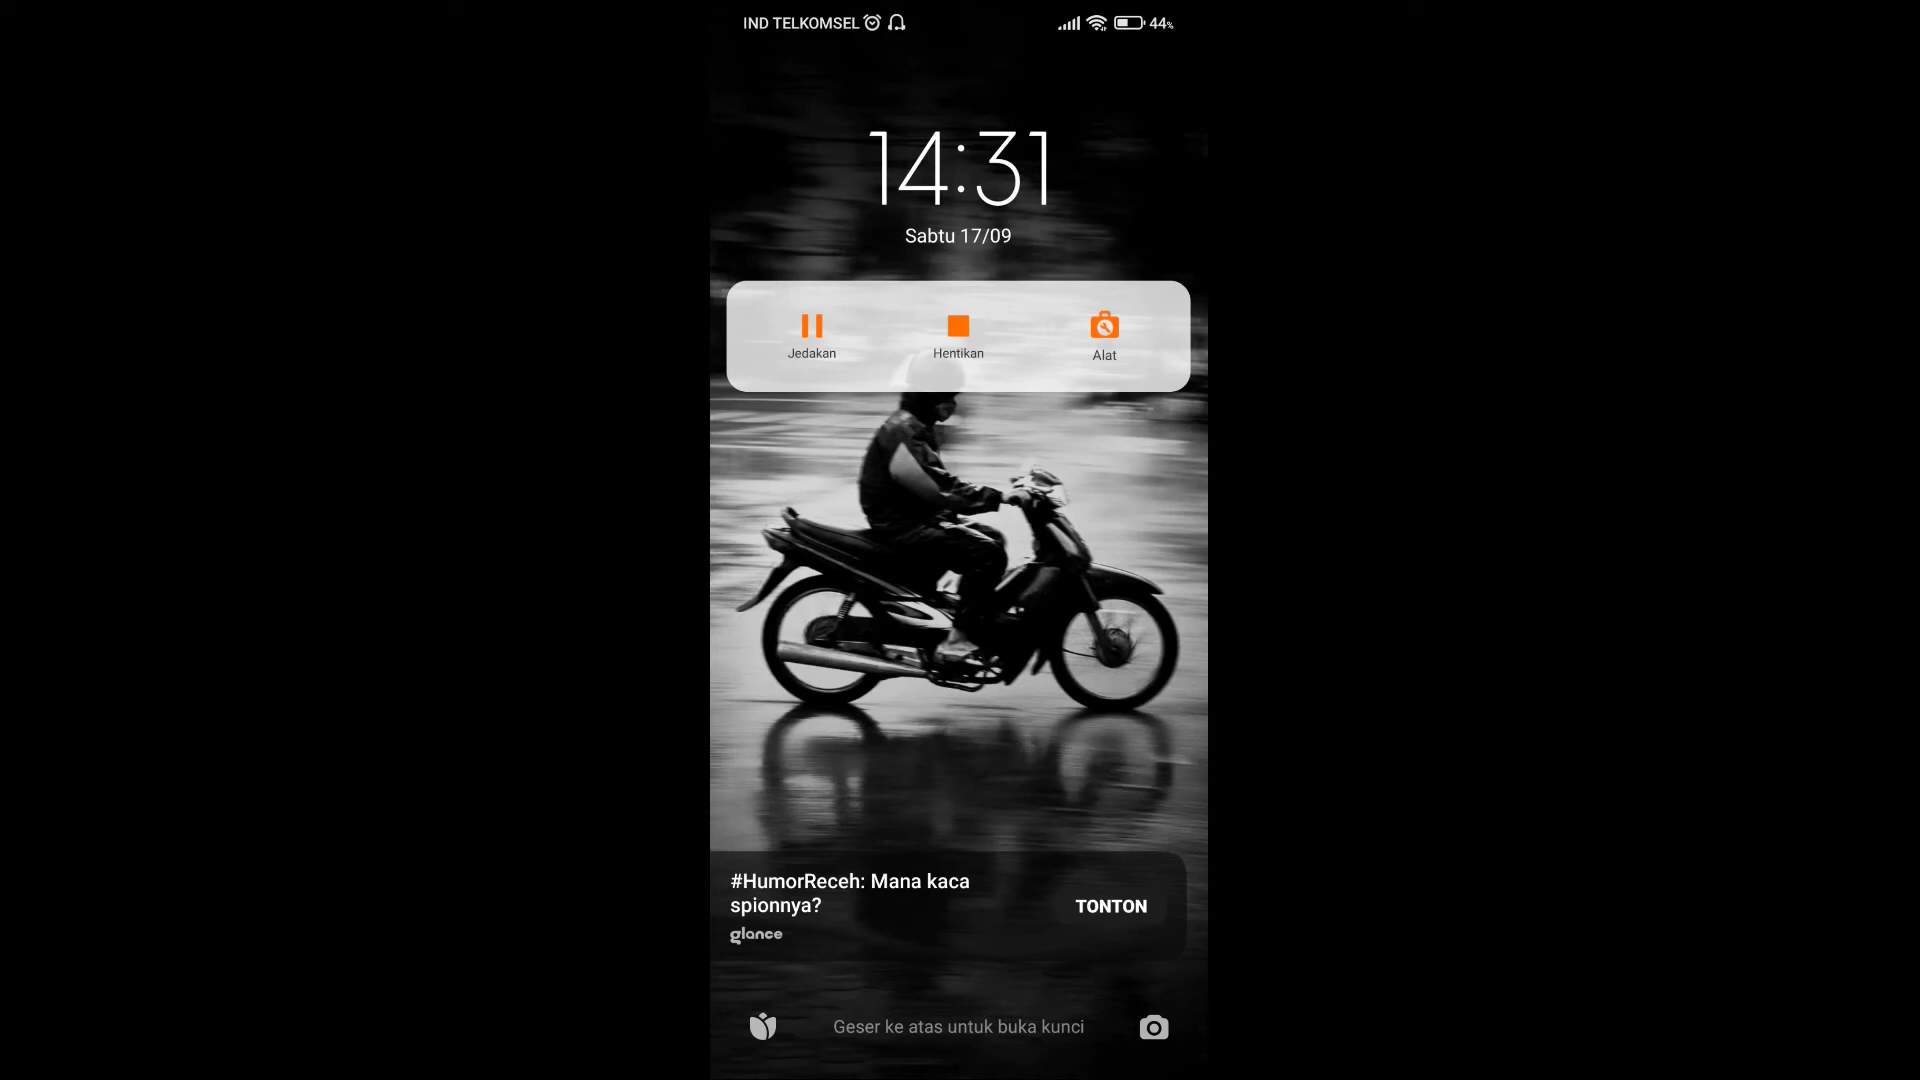 IND TELKOMSEL 44%
14:31
Sabtu 17/09
Jedakan Hentikan Alat
#HumorReceh: Mana kaca
spionnya?
TONTON
glance
Geser ke atas untuk buka kunci